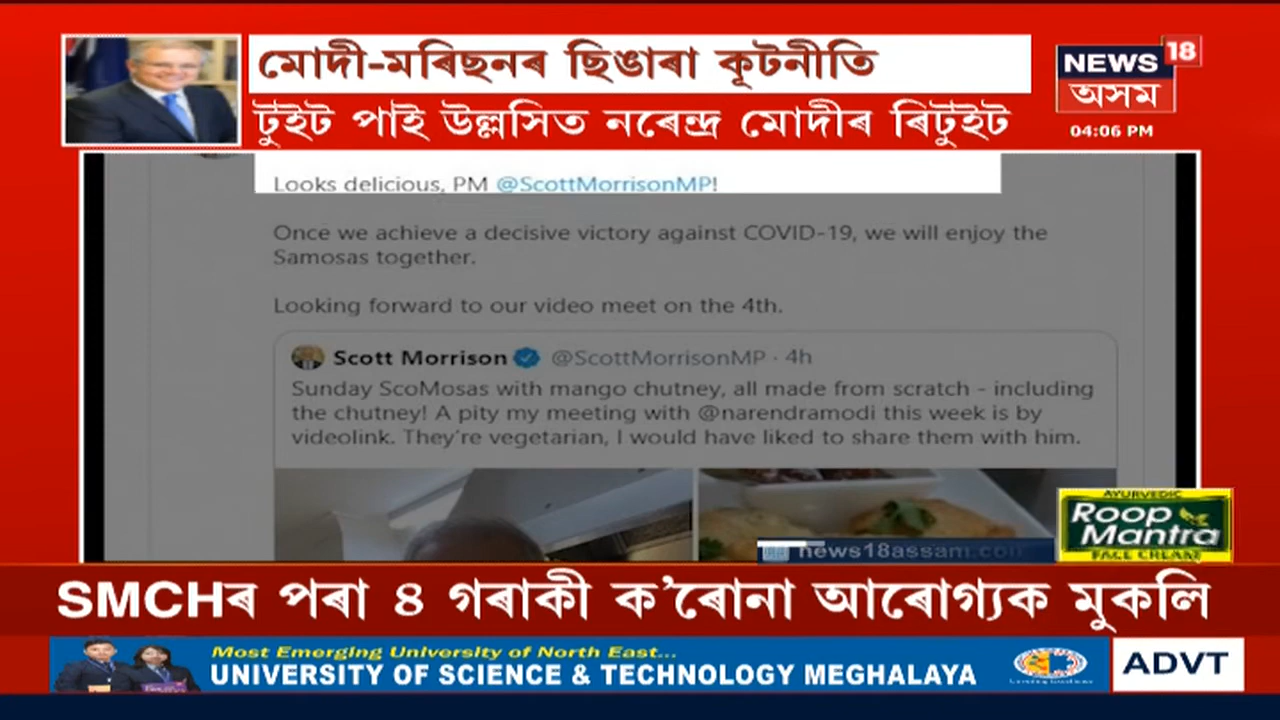 মোদী-মৰিছনৰ ছিঙাৰা কূটনীতি
টুইট পাই উল্লসিত নৰেন্দ্ৰ মোদীৰ ৰিটুইট
NEWS 18
অসম
04:06 PM
Looks delicious, PM @ScottMorrisonMP!
Once we achieve a decisive victory against COVID-19, we will enjoy the
Samosas together.
Looking forward to our video meet on the 4th.
Scott Morrison @ScottMorrisonMP · 4h
Sunday ScoMosas with mango chutney, all made from scratch - including
the chutney! A pity my meeting with @narendramodi this week is by
videolink. They're vegetarian, I would have liked to share them with him.
AYURVEDIC
Roop
Mantra
FACE CREAM
news18assam.com
SMCHৰ পৰা ৪ গৰাকী ক'ৰোনা আৰোগ্যক মুকলি
Most Emerging University of North East...
UNIVERSITY OF SCIENCE & TECHNOLOGY MEGHALAYA
ADVT